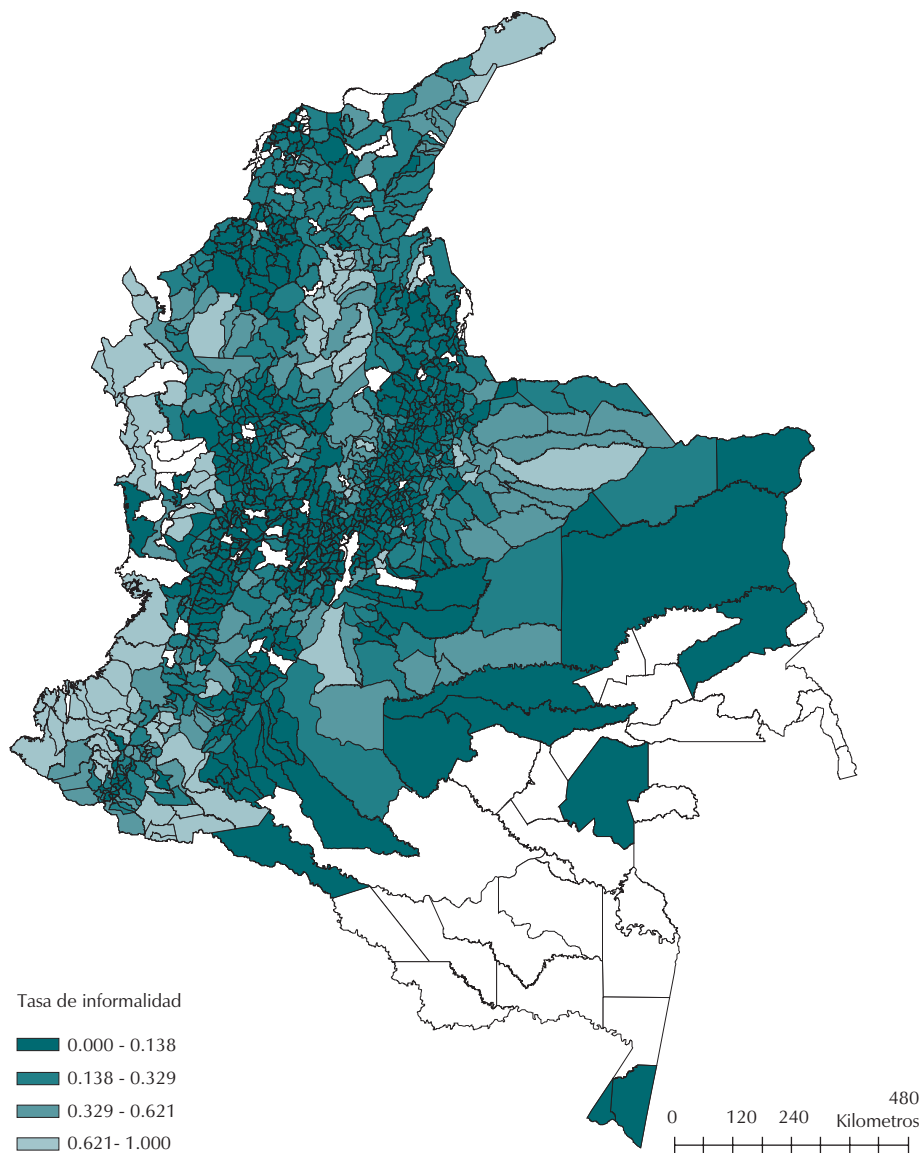 Tasa de informalidad
0.000 - 0.138
0.138 - 0.329
0.329 - 0.621
0.621- 1.000
480
0 120 240 Kilometros